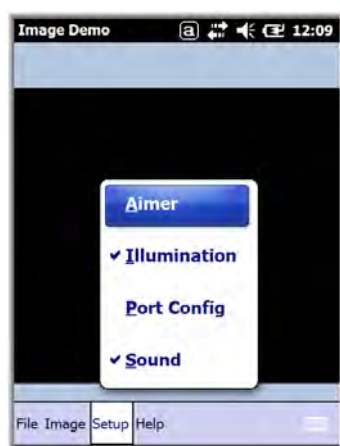 Image Demo a 12:09
Aimer
✔ Illumination
Port Config
✔ Sound
File Image Setup Help